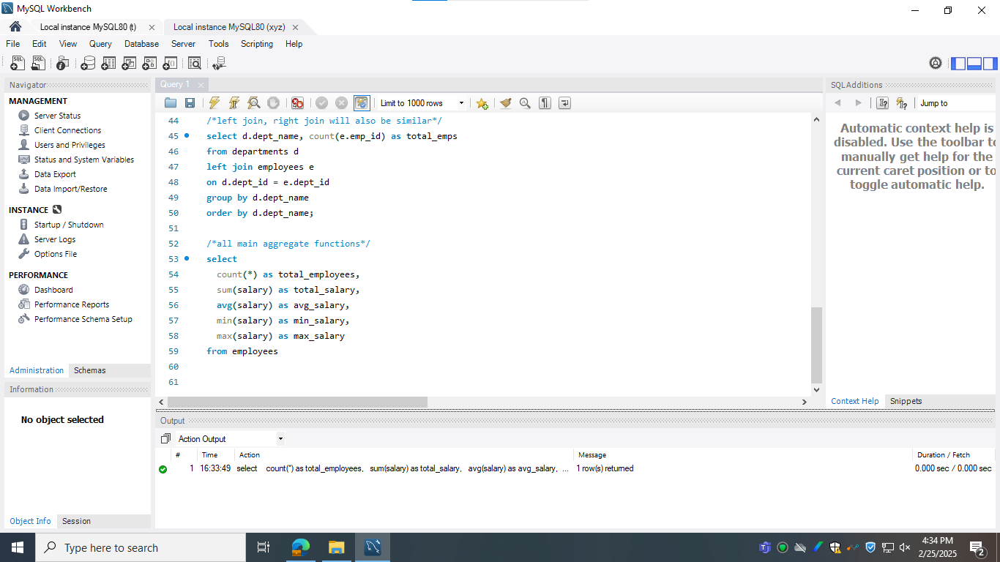 MySQL Workbench
Local instance MySQL80 (t)
Local instance MySQL80 (xyz)
File Edit View Query Database Server Tools Scripting Help
Navigator
MANAGEMENT
Server Status
Client Connections
Users and Privileges
Status and System Variables
Data Export
Data Import/Restore
INSTANCE
Startup / Shutdown
Server Logs
Options File
PERFORMANCE
Dashboard
Performance Reports
Performance Schema Setup
Administration Schemas
Information
No object selected
Object Info Session
Query 1
Limit to 1000 rows
44 /*left join, right join will also be similar*/
45 select d.dept_name, count(e.emp_id) as total_emps
46 from departments d
47 left join employees e
48 on d.dept_id = e.dept_id
49 group by d.dept_name
50 order by d.dept_name;
51
52 /*all main aggregate functions*/
53 select
54 count(*) as total_employees,
55 sum(salary) as total_salary,
56 avg(salary) as avg_salary,
57 min(salary) as min_salary,
58 max(salary) as max_salary
59 from employees
60
61
SQLAdditions
Jump to
Automatic context help is
disabled. Use the toolbar to
manually get help for the
current caret position or to
toggle automatic help.
Context Help Snippets
Output
Action Output
# Time Action Message Duration / Fetch
1 16:33:49 select count(*) as total_employees, sum(salary) as total_salary, avg(salary) as avg_salary, ... 1 row(s) returned 0.000 sec / 0.000 sec
Type here to search
4:34 PM
2/25/2025
2